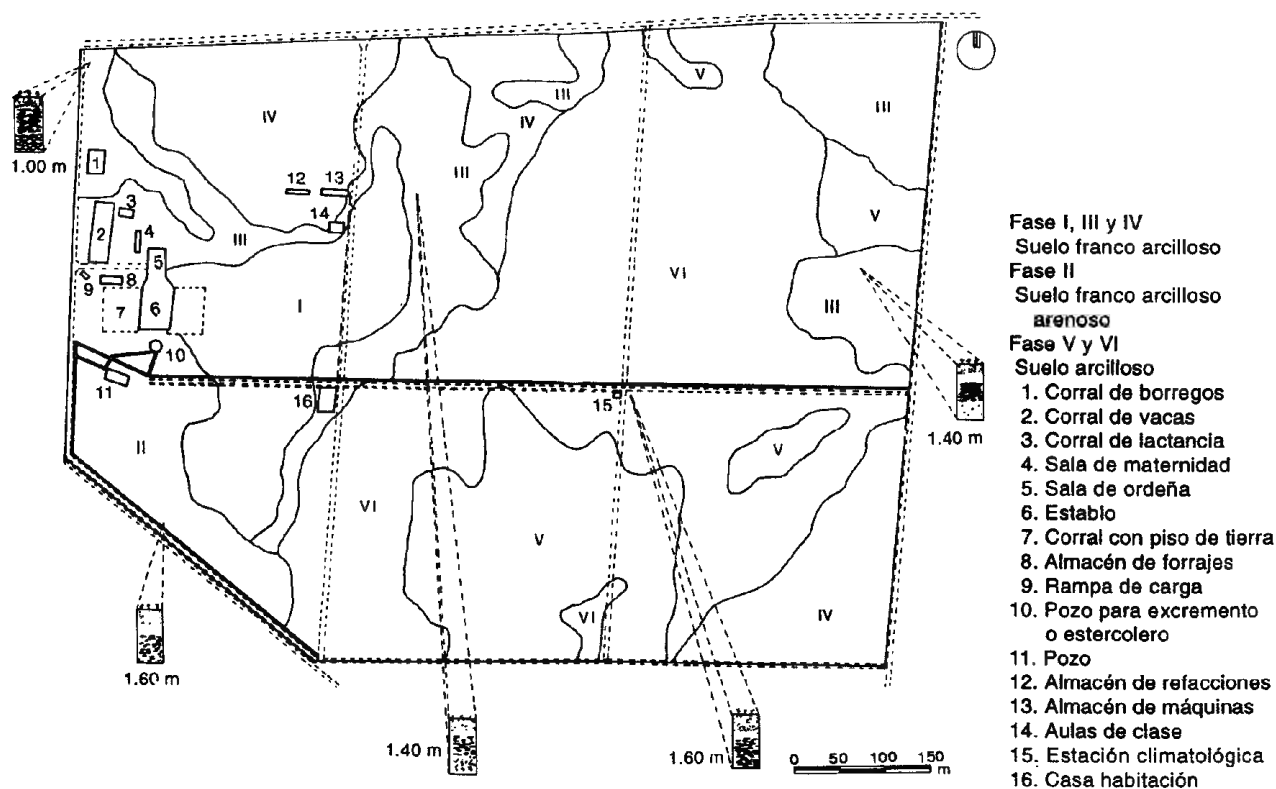 V
III
III
IV
IV
1.00 m
1
12
13
III
3
14
V
2
4
III
5
VI
9
8
7
6
I
III
10
11
16
15
1.40 m
II
V
VI
V
VI
IV
1.60 m
1.40 m
1.60 m
0 50 100 150
m
Fase I, III y IV
Suelo franco arcilloso
Fase II
Suelo franco arcilloso
arenoso
Fase V y VI
Suelo arcilloso
1. Corral de borregos
2. Corral de vacas
3. Corral de lactancia
4. Sala de maternidad
5. Sala de ordeña
6. Establo
7. Corral con piso de tierra
8. Almacén de forrajes
9. Rampa de carga
10. Pozo para excremento
o estercolero
11. Pozo
12. Almacén de refacciones
13. Almacén de máquinas
14. Aulas de clase
15. Estación climatológica
16. Casa habitación